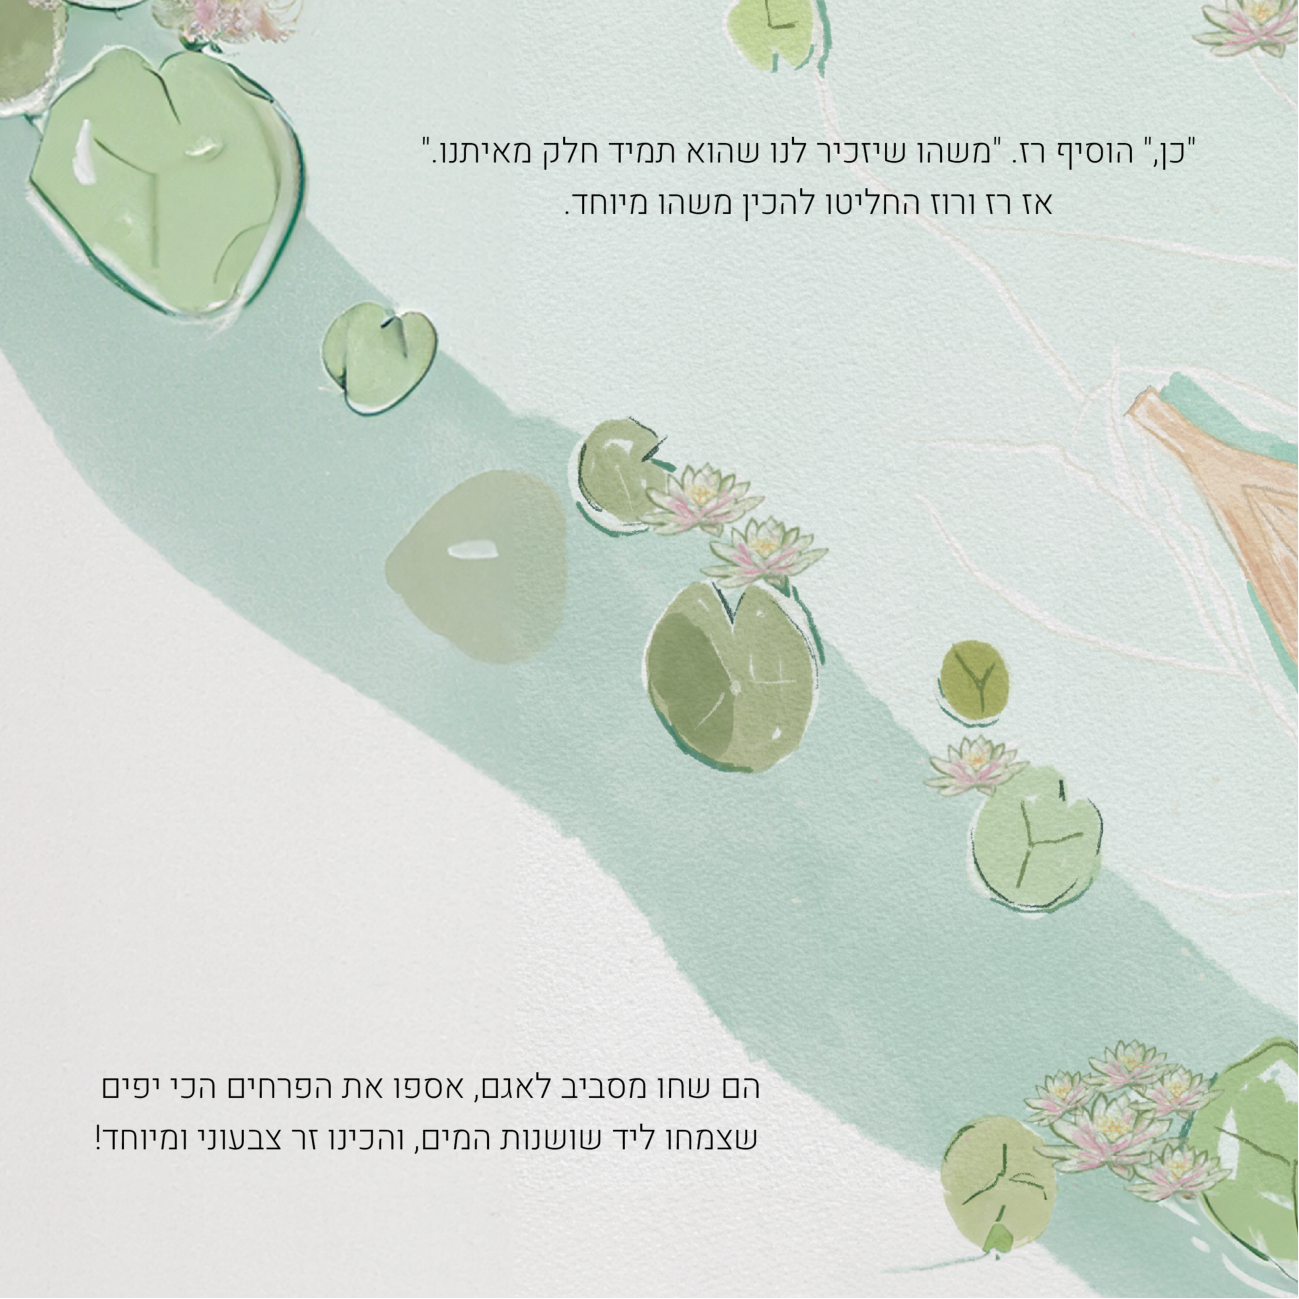 "כן," הוסיף רז. "משהו שיזכיר לנו שהוא תמיד חלק מאיתנו."
אז רז ורוז החליטו להכין משהו מיוחד.
הם שחו מסביב לאגם, אספו את הפרחים הכי יפים
שצמחו ליד שושנות המים, והכינו זר צבעוני ומיוחד!